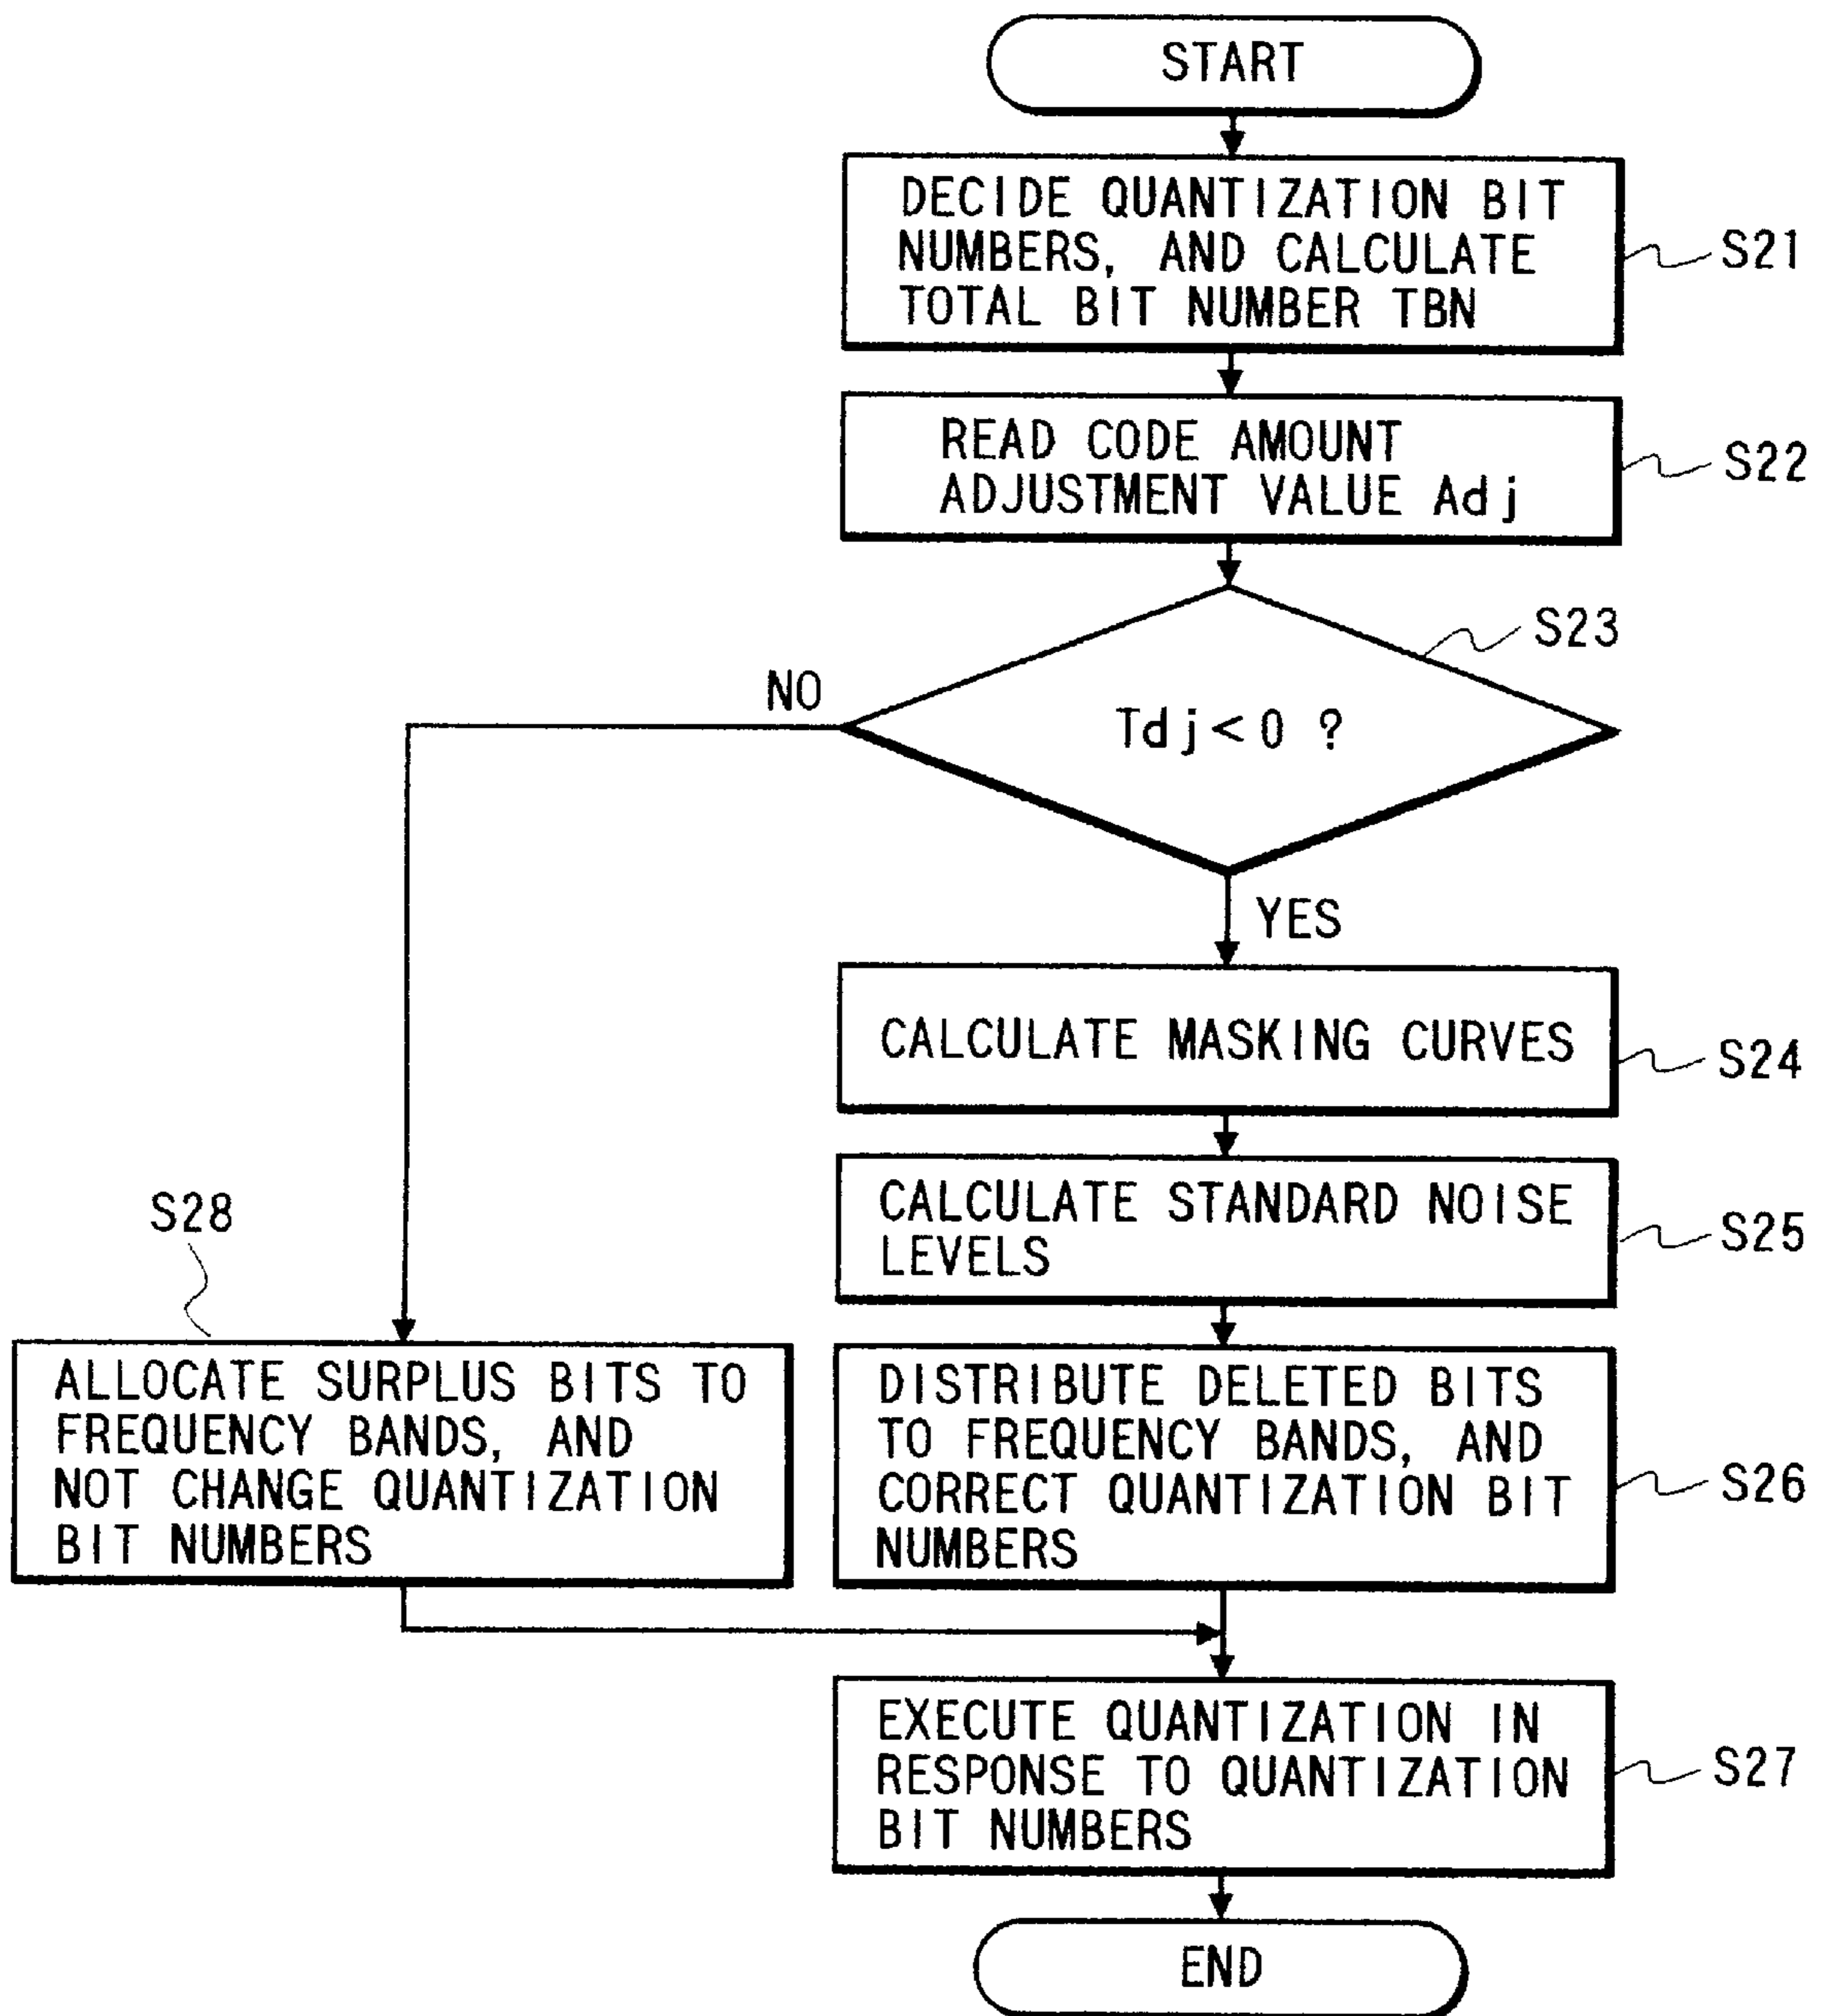 START
DECIDE QUANTIZATION BIT
NUMBERS, AND CALCULATE
TOTAL BIT NUMBER TBN
S21
READ CODE AMOUNT
ADJUSTMENT VALUE Adj
S22
S23
NO
Tdj<0 ?
YES
CALCULATE MASKING CURVES
S24
CALCULATE STANDARD NOISE
LEVELS
S25
S28
ALLOCATE SURPLUS BITS TO
FREQUENCY BANDS, AND
NOT CHANGE QUANTIZATION
BIT NUMBERS
DISTRIBUTE DELETED BITS
TO FREQUENCY BANDS, AND
CORRECT QUANTIZATION BIT
NUMBERS
S26
EXECUTE QUANTIZATION IN
RESPONSE TO QUANTIZATION
BIT NUMBERS
S27
END